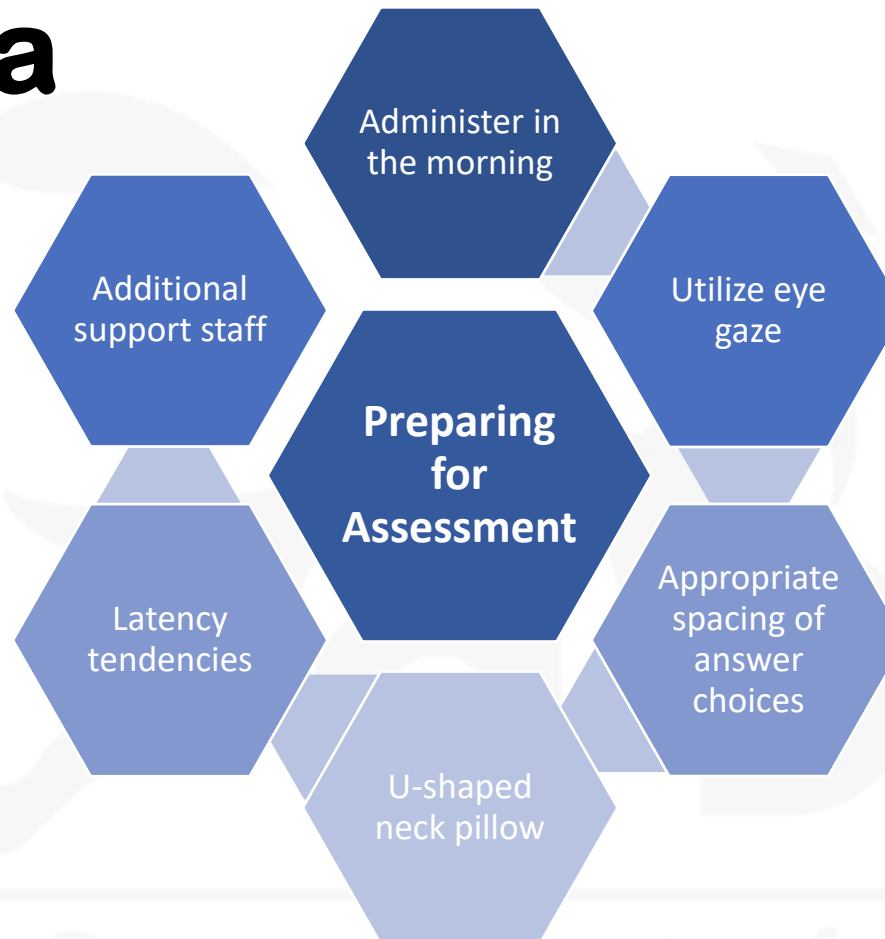 a
Administer in
the morning
Utilize eye
gaze
Appropriate
spacing of
answer
choices
U-shaped
neck pillow
Latency
tendencies
Additional
support staff
Preparing
for
Assessment